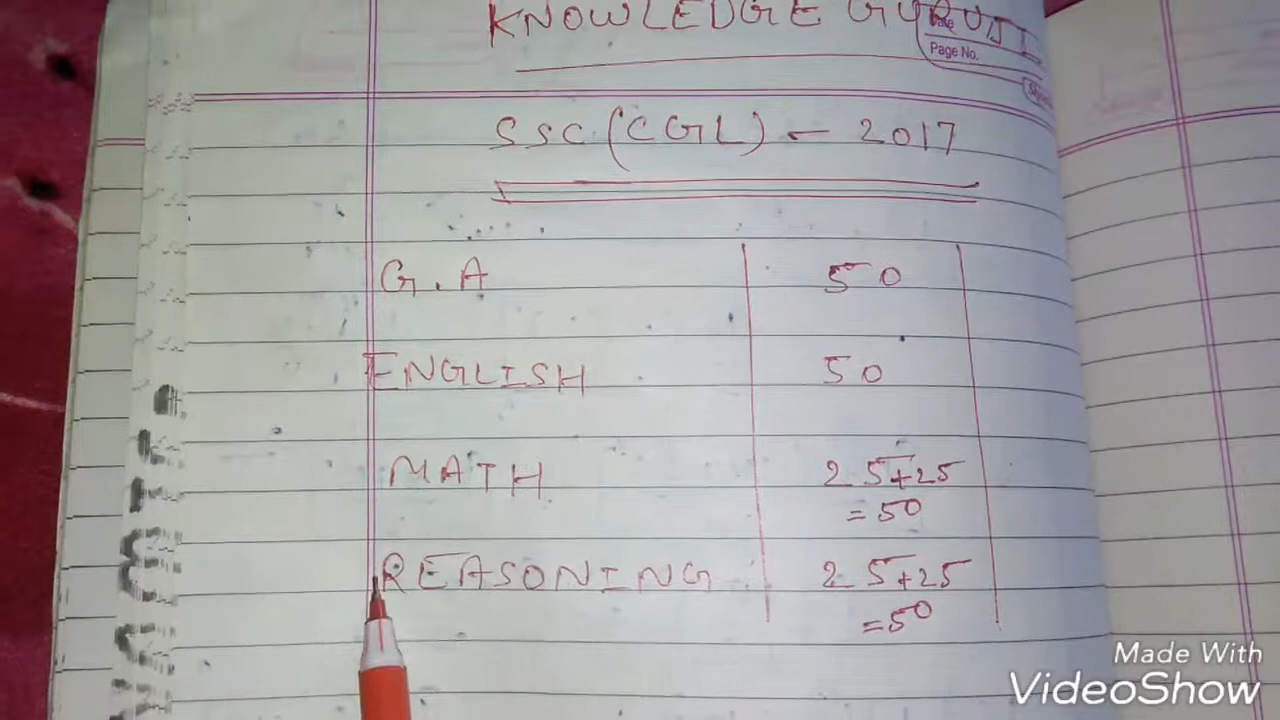 KNOWLEDGE GURUJI
Page No.
SSC (CGL) - 2017
G.A 50
ENGLISH 50
MATH 25+25
=50
REASONING 25+25
=50
Made With
VideoShow